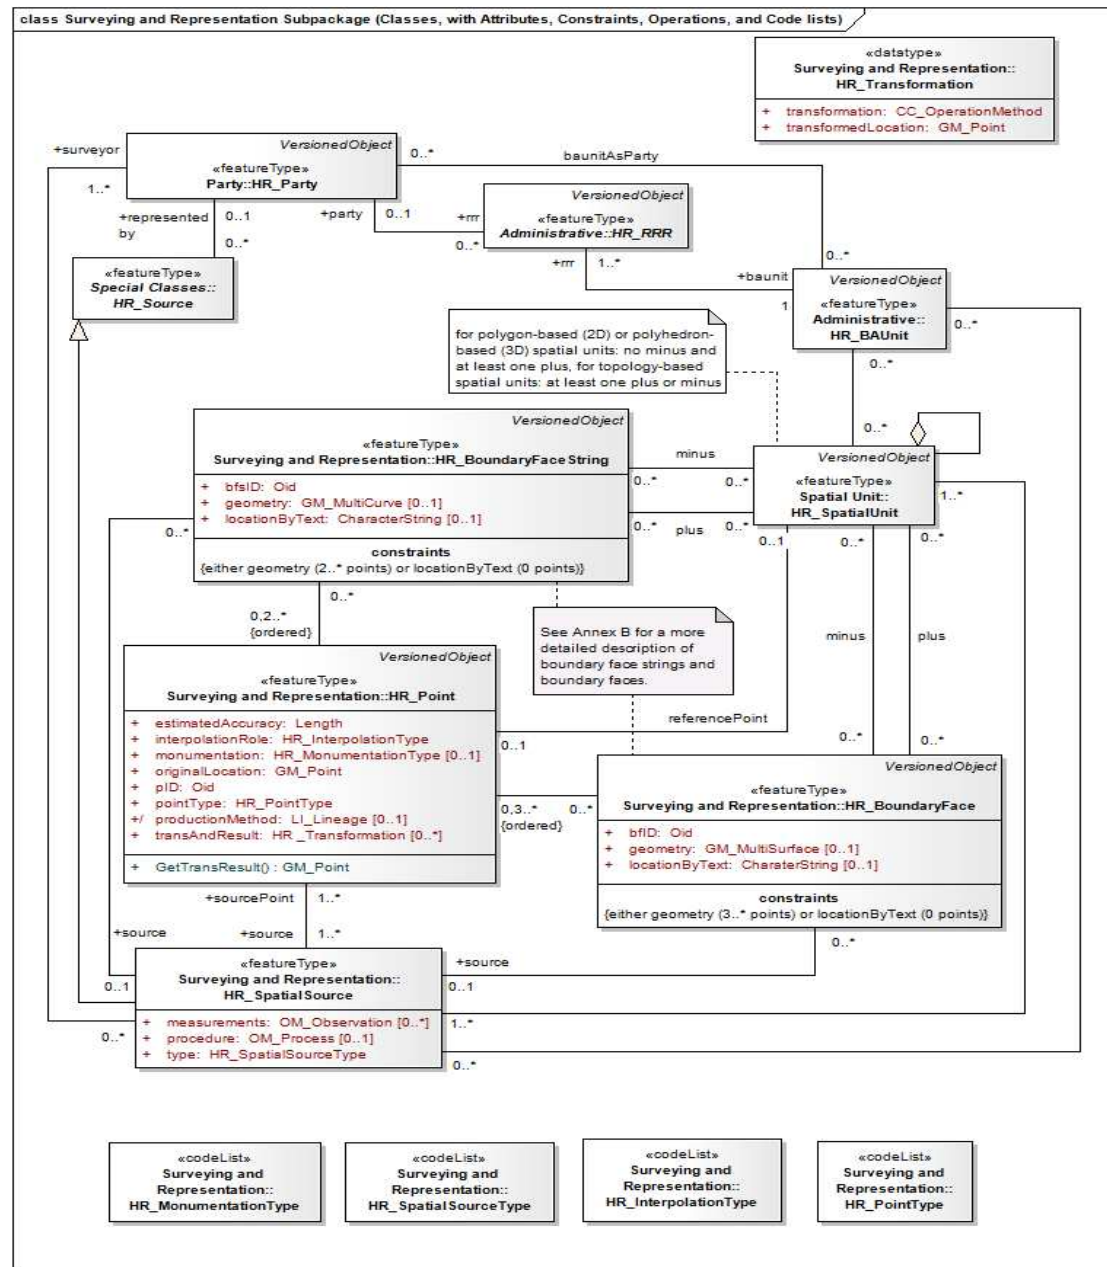 class Surveying and Representation Subpackage (Classes, with Attributes, Constraints, Operations, and Code lists)
«datatype»
Surveying and Representation::
HR_Transformation
+ transformation: CC_OperationMethod
+ transformedLocation: GM_Point
+surveyor
1..*
VersionedObject
«featureType»
Party::HR_Party
0..*
baunitAsParty
0..*
+represented
by
0..1
0..*
+party
0..1
+rrr
0..*
VersionedObject
«featureType»
Administrative::HR_RRR
+rrr
1..*
+baunit
1
«featureType»
Special Classes::
HR_Source
VersionedObject
«featureType»
Administrative::
HR_BAUnit
0..*
0..*
0..*
for polygon-based (2D) or polyhedron-
based (3D) spatial units: no minus and
at least one plus, for topology-based
spatial units: at least one plus or minus
VersionedObject
«featureType»
Surveying and Representation::HR_BoundaryFaceString
+ bfsID: Oid
+ geometry: GM_MultiCurve [0..1]
+ locationByText: CharacterString [0..1]
constraints
{either geometry (2..* points) or locationByText (0 points)}
0..*
minus
0..*
0..*
0..*
plus
0..*
VersionedObject
«featureType»
Spatial Unit::
HR_SpatialUnit
1..*
0..1
0..*
0..*
0..*
0,2..*
{ordered}
See Annex B for a more
detailed description of
boundary face strings and
boundary faces.
minus
plus
VersionedObject
«featureType»
Surveying and Representation::HR_Point
+ estimatedAccuracy: Length
+ interpolationRole: HR_InterpolationType
+ monumentation: HR_MonumentationType [0..1]
+ originalLocation: GM_Point
+ pID: Oid
+ pointType: HR_PointType
+/ productionMethod: LI_Lineage [0..1]
+ transAndResult: HR_Transformation [0..*]
+ GetTransResult() : GM_Point
referencePoint
0..1
0..*
0..*
0,3..*
{ordered}
0..*
VersionedObject
«featureType»
Surveying and Representation::HR_BoundaryFace
+ bfID: Oid
+ geometry: GM_MultiSurface [0..1]
+ locationByText: CharaterString [0..1]
constraints
{either geometry (3..* points) or locationByText (0 points)}
+sourcePoint
1..*
+source
+source
1..*
0..*
+source
0..1
0..1
0..*
1..*
0..*
«featureType»
Surveying and Representation::
HR_SpatialSource
+ measurements: OM_Observation [0..*]
+ procedure: OM_Process [0..1]
+ type: HR_SpatialSourceType
«codeList»
Surveying and
Representation::
HR_MonumentationType
«codeList»
Surveying and
Representation::
HR_SpatialSourceType
«codeList»
Surveying and
Representation::
HR_InterpolationType
«codeList»
Surveying and
Representation::
HR_PointType